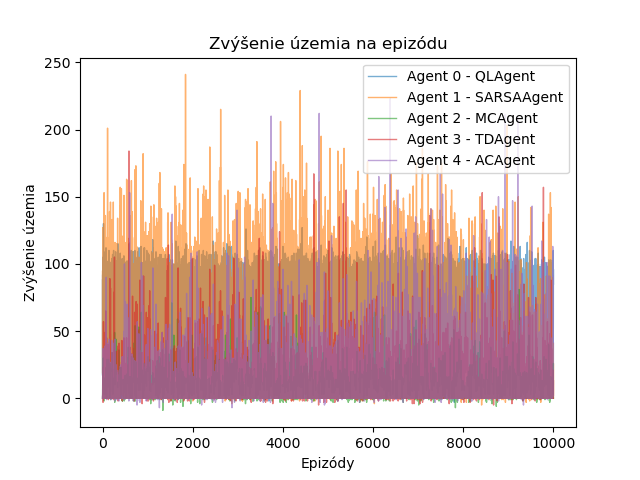 Zvýšenie územia na epizódu
Zvýšenie územia
250
200
150
100
50
0
Agent 0 - QLAgent
Agent 1 - SARSAAgent
Agent 2 - MCAgent
Agent 3 - TDAgent
Agent 4 - ACAgent
0 2000 4000 6000 8000 10000
Epizódy